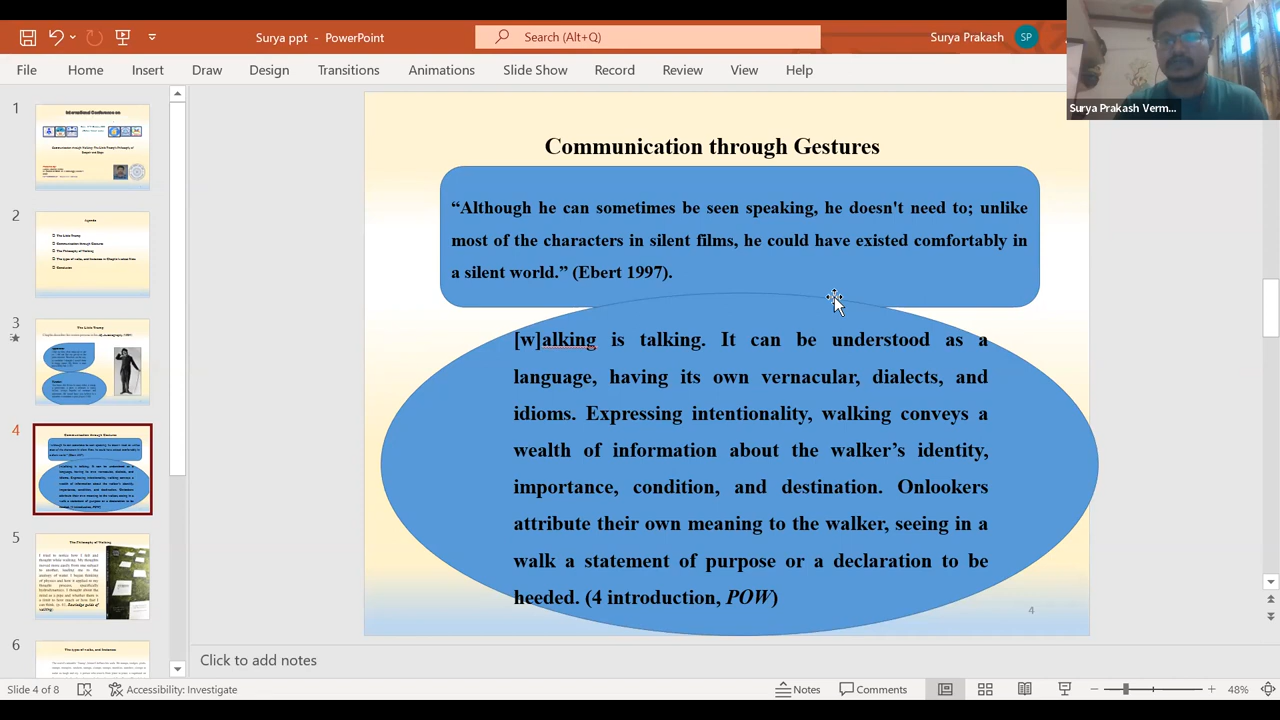 Surya ppt - PowerPoint
Search (Alt+Q)
Surya Prakash
SP
Surya Prakash Verm...
File Home Insert Draw Design Transitions Animations Slide Show Record Review View Help
1
2
3
4
5
6
Communication through Gestures
“Although he can sometimes be seen speaking, he doesn't need to; unlike
most of the characters in silent films, he could have existed comfortably in
a silent world.” (Ebert 1997).
[w]alking is talking. It can be understood as a
language, having its own vernacular, dialects, and
idioms. Expressing intentionality, walking conveys a
wealth of information about the walker’s identity,
importance, condition, and destination. Onlookers
attribute their own meaning to the walker, seeing in a
walk a statement of purpose or a declaration to be
heeded. (4 introduction, POW)
4
Click to add notes
Slide 4 of 8
Accessibility: Investigate
Notes
Comments
48%